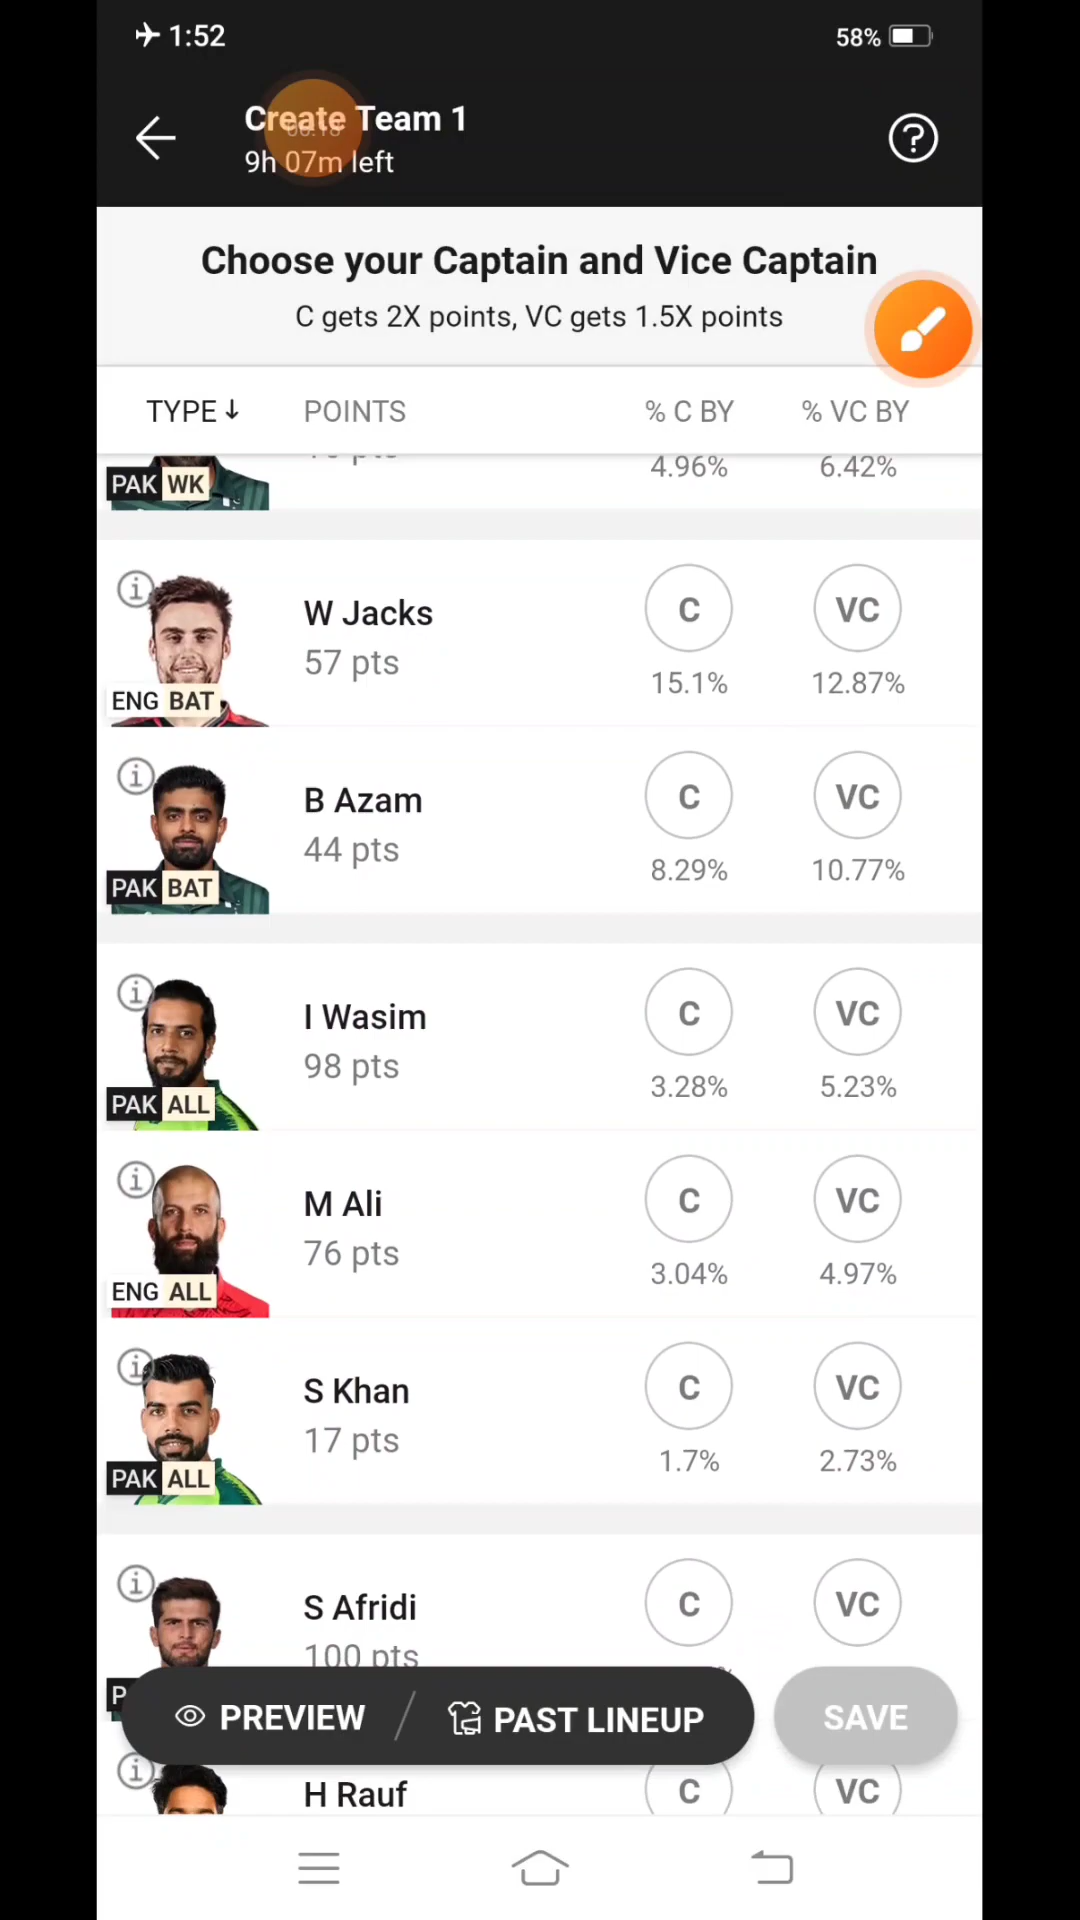 1:52
58%
Create Team 1
9h 07m left
Choose your Captain and Vice Captain
C gets 2X points, VC gets 1.5X points
TYPE↓ POINTS % C BY % VC BY
PAK WK 4.96% 6.42%
W Jacks C VC
57 pts 15.1% 12.87%
ENG BAT
B Azam C VC
44 pts 8.29% 10.77%
PAK BAT
I Wasim C VC
98 pts 3.28% 5.23%
PAK ALL
M Ali C VC
76 pts 3.04% 4.97%
ENG ALL
S Khan C VC
17 pts 1.7% 2.73%
PAK ALL
S Afridi C VC
100 pts
PREVIEW / PAST LINEUP SAVE
H Rauf C VC